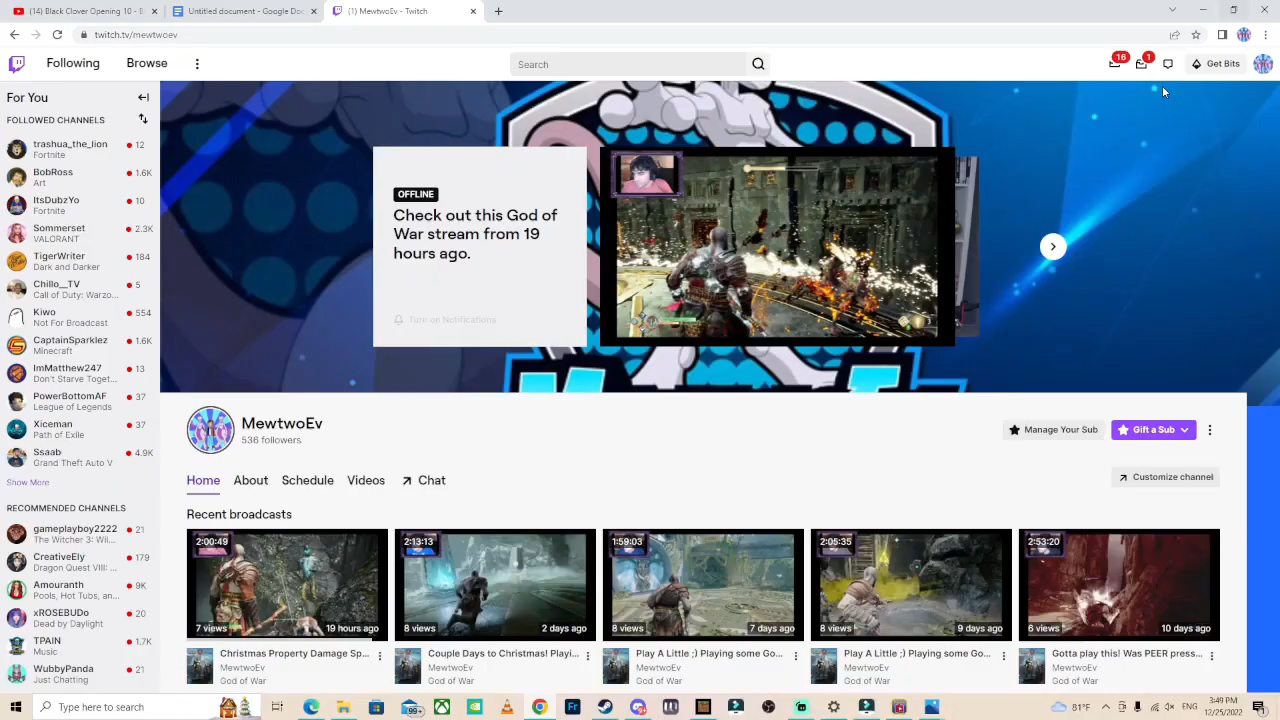 (14) Black Clover Opening 10 - B
Untitled document - Google Doc
(1) MewtwoEv - Twitch
twitch.tv/mewtwoev
Following
Browse
Search
16
1
Get Bits
For You
FOLLOWED CHANNELS
trashua_the_lion
12
Fortnite
BobRoss
1.6K
Art
ItsDubzYo
10
Fortnite
Sommerset
2.3K
VALORANT
TigerWriter
184
Dark and Darker
Chillo__TV
5
Call of Duty: Warzo...
Kiwo
554
Not For Broadcast
CaptainSparklez
1.6K
Minecraft
ImMatthew247
13
Don't Starve Toget...
PowerBottomAF
37
League of Legends
Xiceman
37
Path of Exile
Ssaab
4.9K
Grand Theft Auto V
Show More
RECOMMENDED CHANNELS
gameplayboy2222
21
The Witcher 3: Wil...
CreativeEly
179
Dragon Quest VIII: ...
Amouranth
9K
Pools, Hot Tubs, an...
xROSEBUDo
20
Dead by Daylight
TPAIN
1.7K
Music
WubbyPanda
21
Just Chatting
OFFLINE
Check out this God of
War stream from 19
hours ago.
Turn on Notifications
MewtwoEv
536 followers
Manage Your Sub
Gift a Sub
Home
About
Schedule
Videos
Chat
Customize channel
Recent broadcasts
2:00:49
7 views
19 hours ago
Christmas Property Damage Sp...
MewtwoEv
God of War
2:13:13
8 views
2 days ago
Couple Days to Christmas! Playi...
MewtwoEv
God of War
1:59:03
8 views
7 days ago
Play A Little ;) Playing some Go...
MewtwoEv
God of War
2:05:35
8 views
9 days ago
Play A Little ;) Playing some Go...
MewtwoEv
God of War
2:53:20
6 views
10 days ago
Gotta play this! Was PEER press...
MewtwoEv
God of War
Type here to search
99+
Fr
81°F
ENG
3:49 PM
12/25/2022